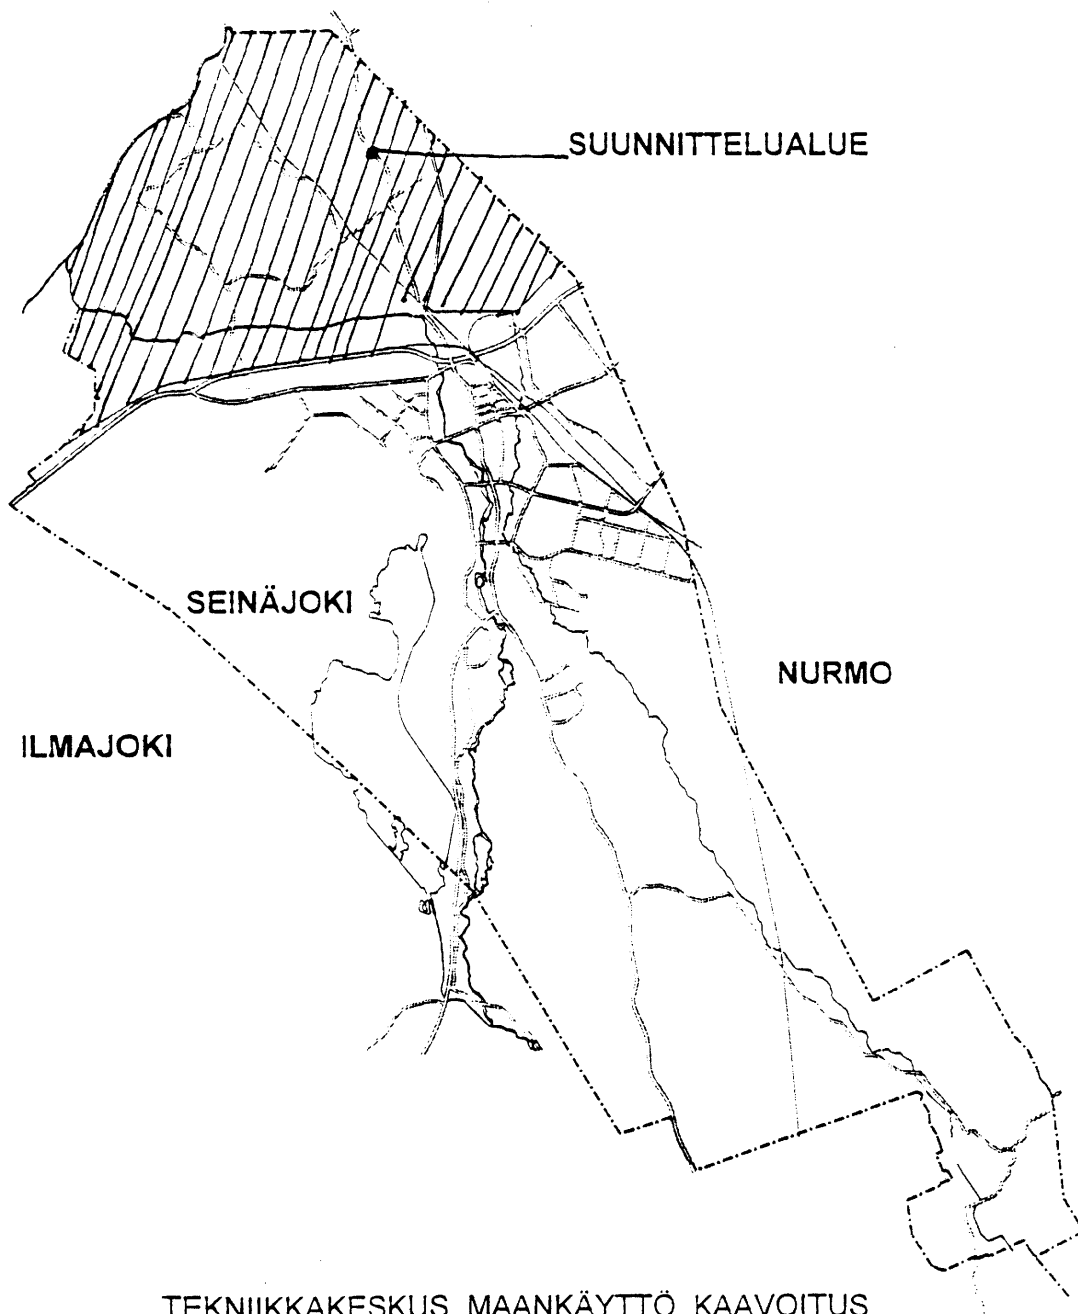 SUUNNITTELUALUE
SEINÄJOKI
NURMO
ILMAJOKI
TEKNIIKKAKESKUS MAANKÄYTTÖ KAAVOITUS